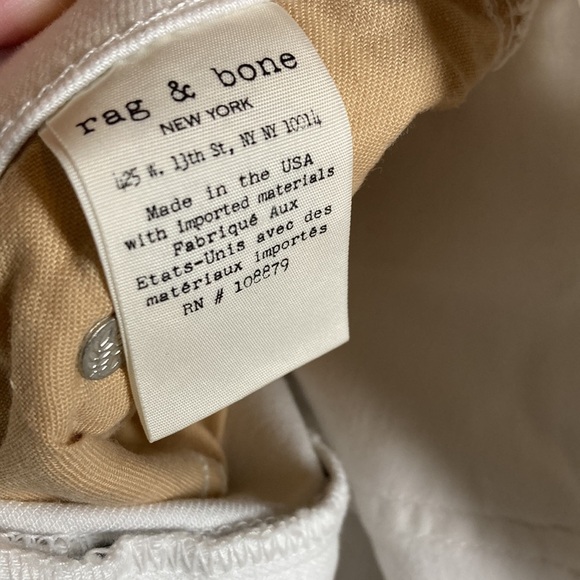 rag & bone
NEW YORK
425 W. 13th St, NY NY 10014
Made in the USA
with imported materials
Fabriqué Aux
Etats-Unis avec des
matériaux importés
RN # 108879